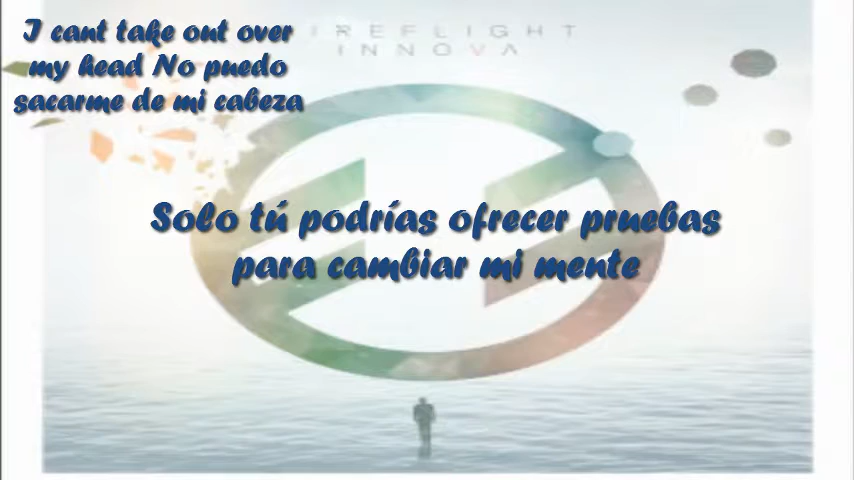 I cant take out over
my head No puedo
sacarme de mi cabeza
IREFLIGHT
INNOVA
Solo tú podrías ofrecer pruebas
para cambiar mi mente